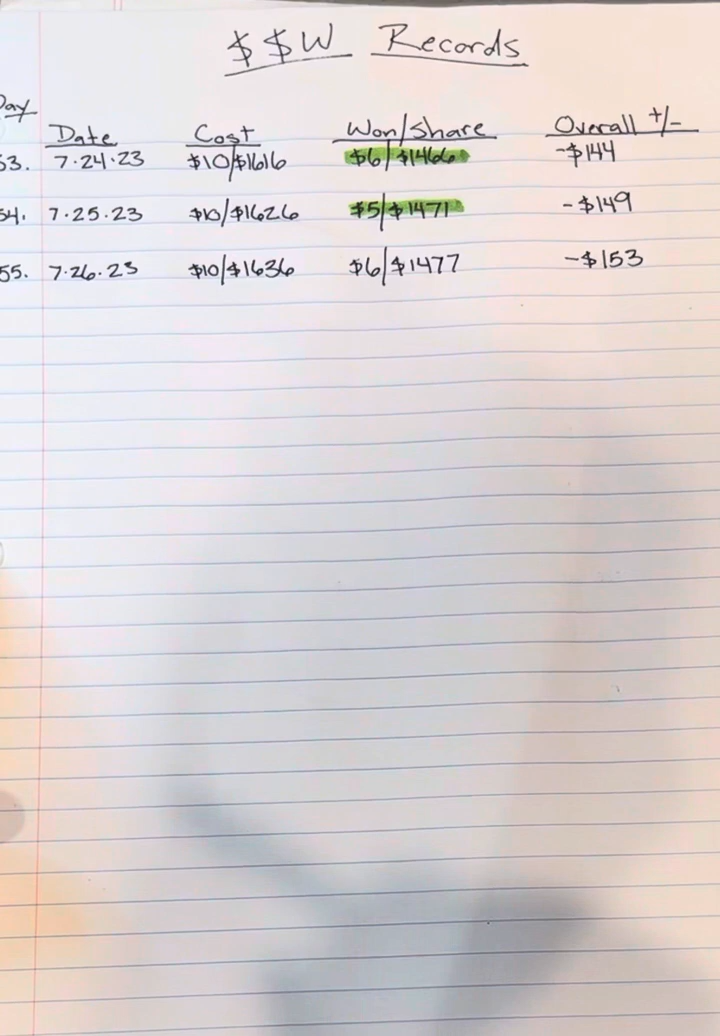 $$W Records
Day Date Cost Won/Share Overall +/-
53. 7.24.23 $10/$1616 $6/$1466 -$144
54. 7.25.23 $10/$1626 $5/$1471 -$149
55. 7.26.23 $10/$1636 $6/$1477 -$153